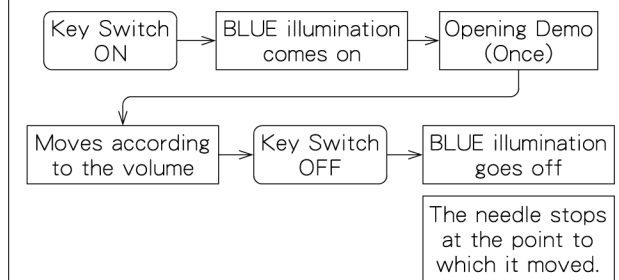 Key Switch
ON
BLUE illumination
comes on
Opening Demo
(Once)
Moves according
to the volume
Key Switch
OFF
BLUE illumination
goes off
The needle stops
at the point to
which it moved.